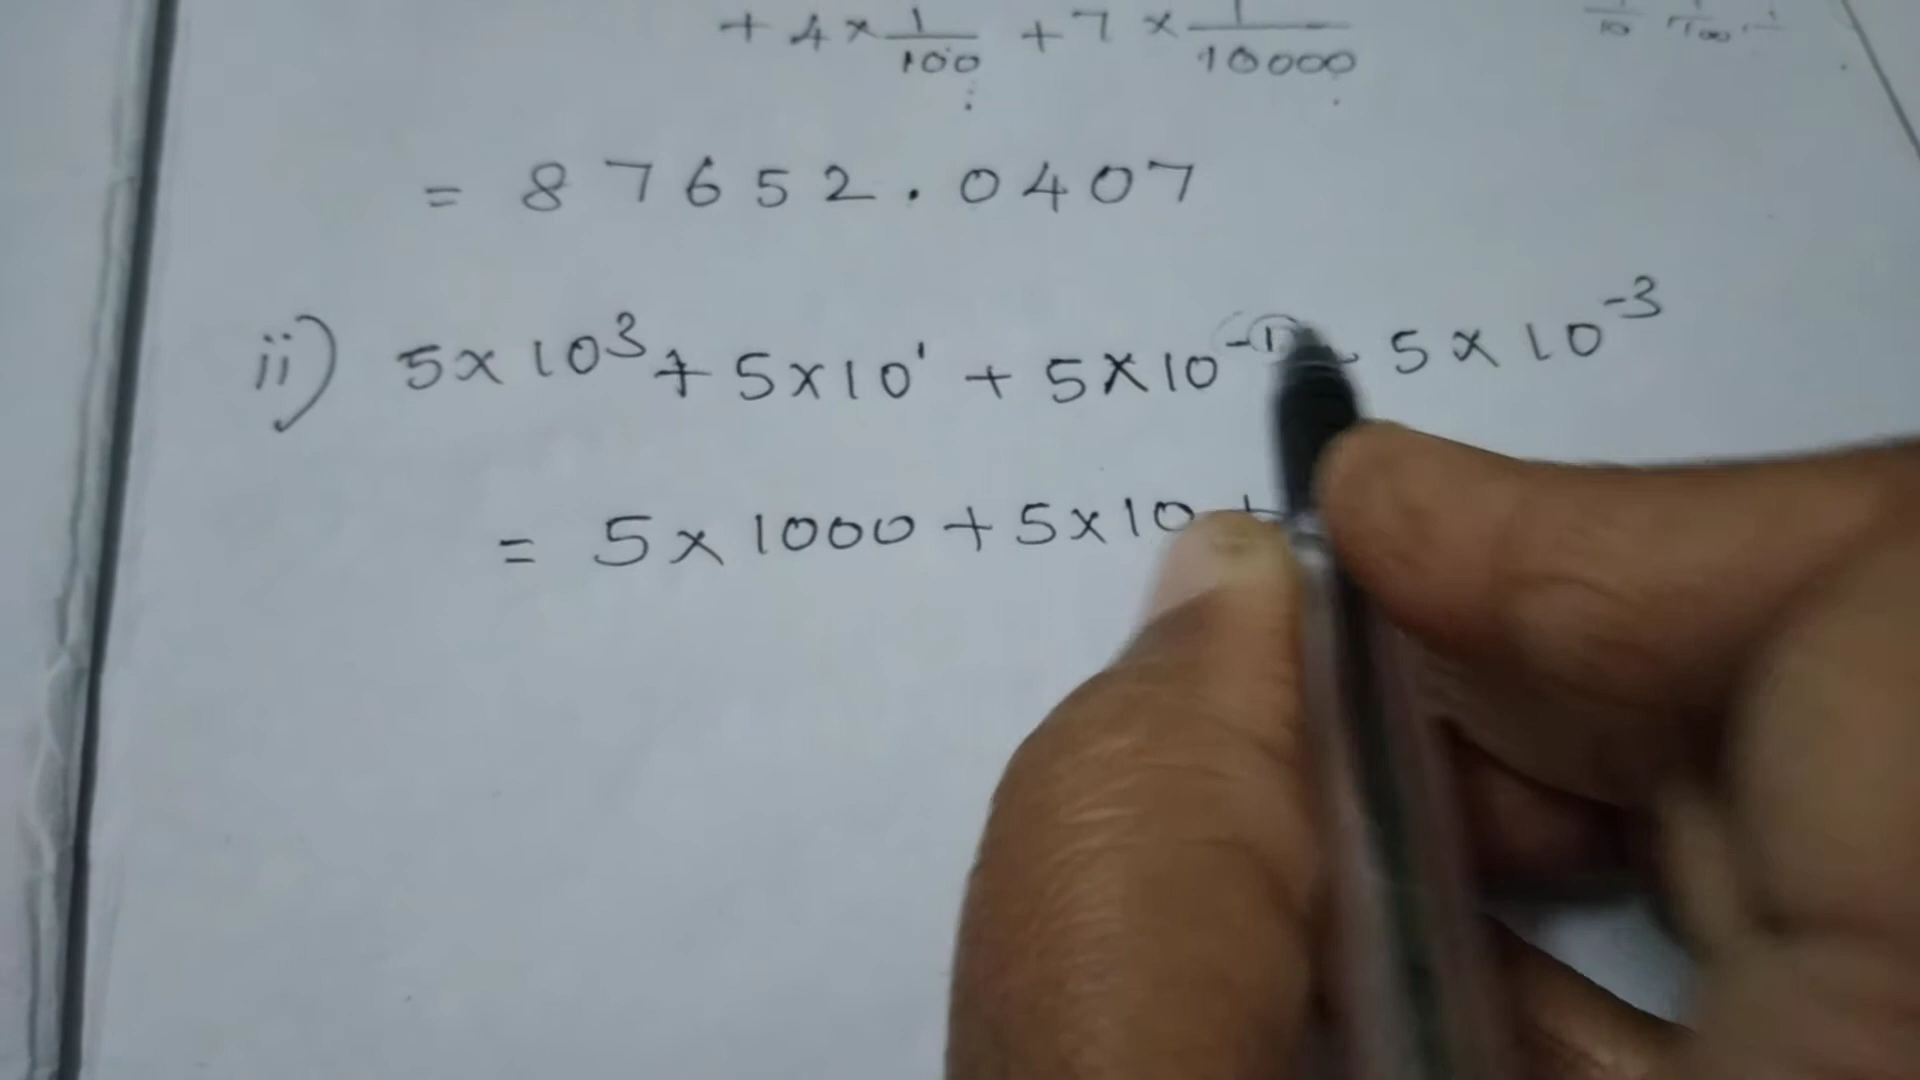 + 4 × 1/100 + 7 × 1/10000
= 87652.0407
ii) 5×10³ + 5×10¹ + 5×10⁻¹ 5×10⁻³
= 5×1000 + 5×10 +